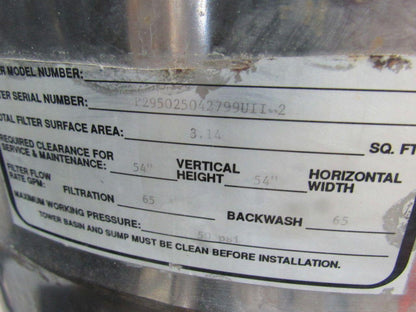 ER MODEL NUMBER:
TER SERIAL NUMBER: P295025042799UII-2
OTAL FILTER SURFACE AREA: 3.14 SQ. FT
REQUIRED CLEARANCE FOR
SERVICE & MAINTENANCE: 54" VERTICAL HEIGHT 54" HORIZONTAL WIDTH
FILTER FLOW
RATE GPM: FILTRATION 65 BACKWASH 65
MAXIMUM WORKING PRESSURE: 50 psi
TOWER BASIN AND SUMP MUST BE CLEAN BEFORE INSTALLATION.